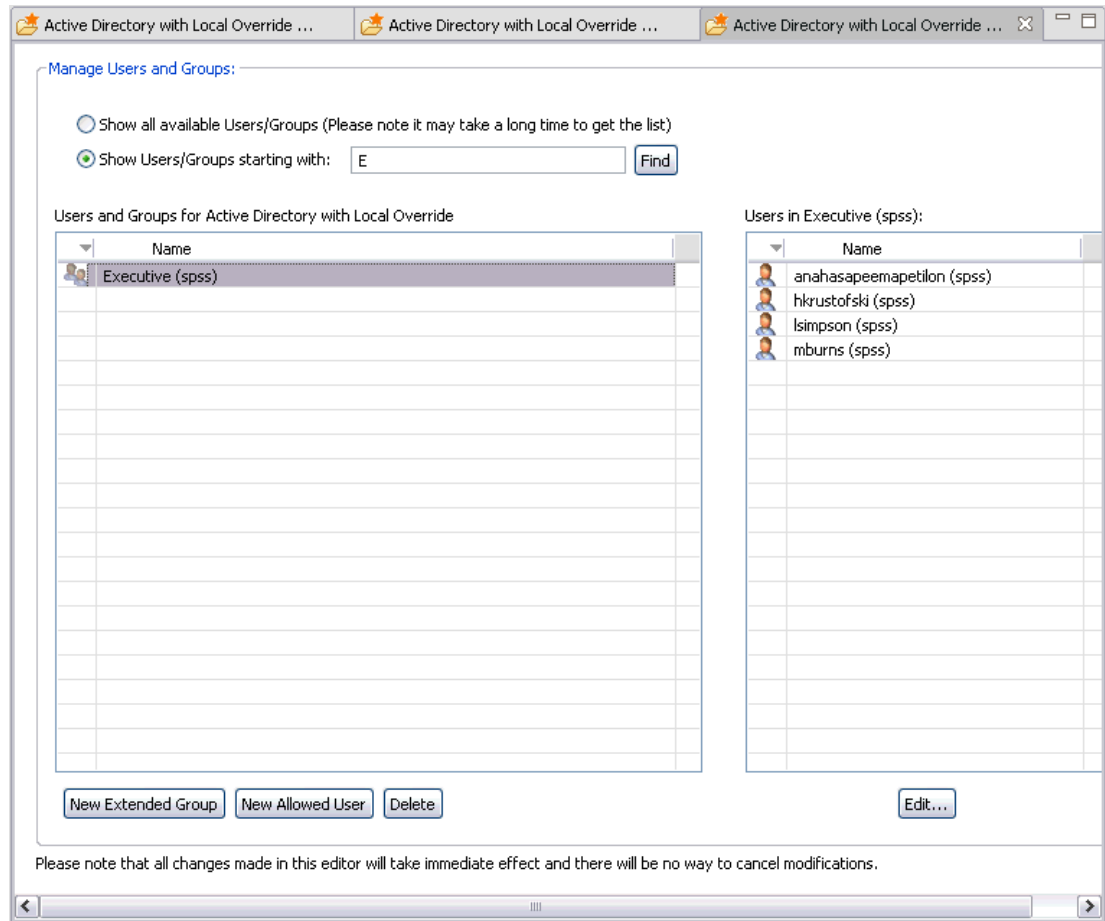 Active Directory with Local Override ...
Active Directory with Local Override ...
Active Directory with Local Override ...
Manage Users and Groups:
Show all available Users/Groups (Please note it may take a long time to get the list)
Show Users/Groups starting with:
E
Find
Users and Groups for Active Directory with Local Override
Name
Executive (spss)
Users in Executive (spss):
Name
anahasapeemapetilon (spss)
hkrustofski (spss)
lsimpson (spss)
mburns (spss)
New Extended Group
New Allowed User
Delete
Edit...
Please note that all changes made in this editor will take immediate effect and there will be no way to cancel modifications.